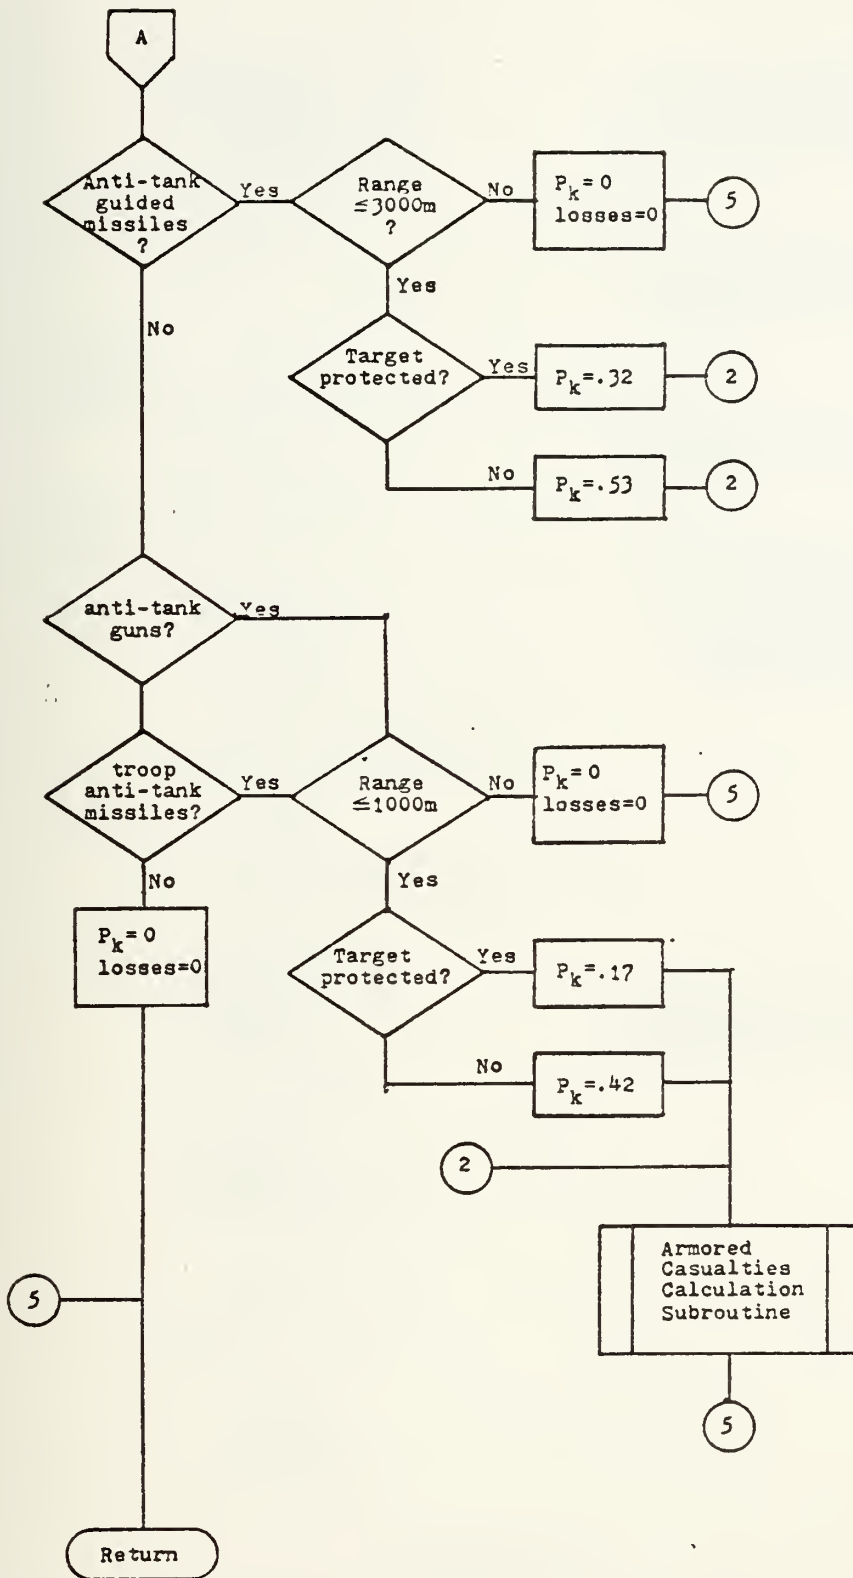 A
Anti-tank
guided
missiles
?
Yes
Range
≤3000m
?
No
P_k=0
losses=0
5
Yes
No
Target
protected?
Yes
P_k=.32
2
No
P_k=.53
2
anti-tank
guns?
Yes
troop
anti-tank
missiles?
Yes
Range
≤1000m
No
P_k=0
losses=0
5
No
Yes
P_k=0
losses=0
Target
protected?
Yes
P_k=.17
No
P_k=.42
2
Armored
Casualties
Calculation
Subroutine
5
5
Return